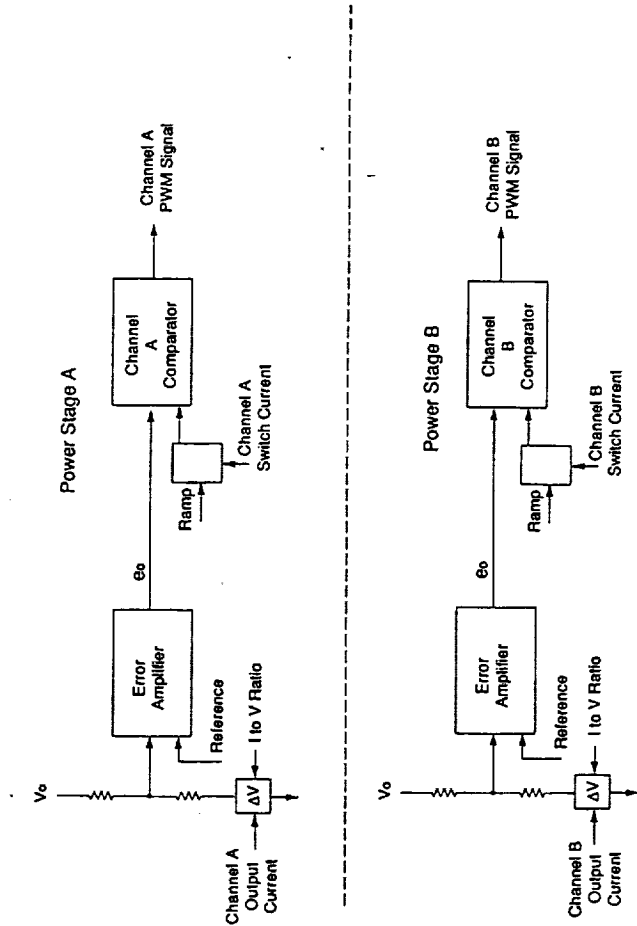 Power Stage A
Vo
Channel A
Output
Current
ΔV
I to V Ratio
Reference
Error
Amplifier
eo
Ramp
Channel A
Switch Current
Channel
A
Comparator
Channel A
PWM Signal
Power Stage B
Vo
Channel B
Output
Current
ΔV
I to V Ratio
Reference
Error
Amplifier
eo
Ramp
Channel B
Switch Current
Channel
B
Comparator
Channel B
PWM Signal